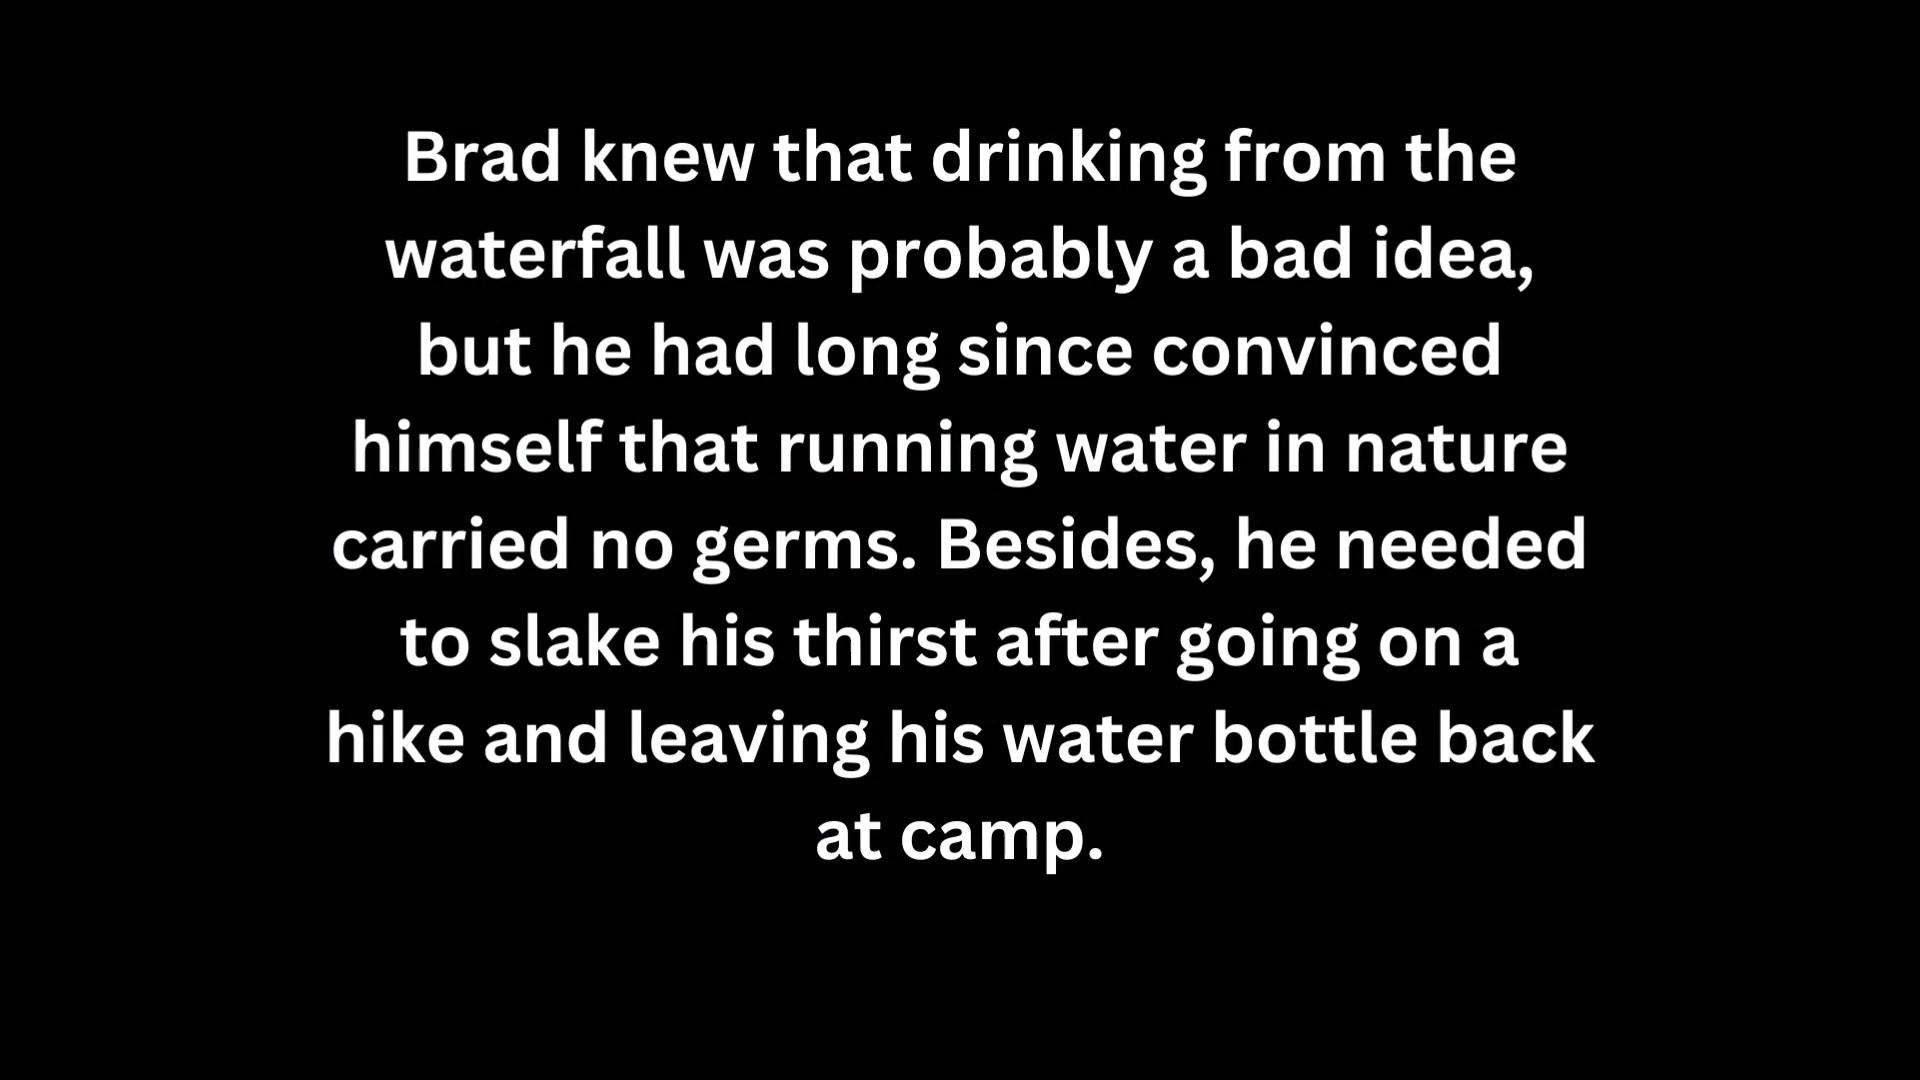 Brad knew that drinking from the
waterfall was probably a bad idea,
but he had long since convinced
himself that running water in nature
carried no germs. Besides, he needed
to slake his thirst after going on a
hike and leaving his water bottle back
at camp.